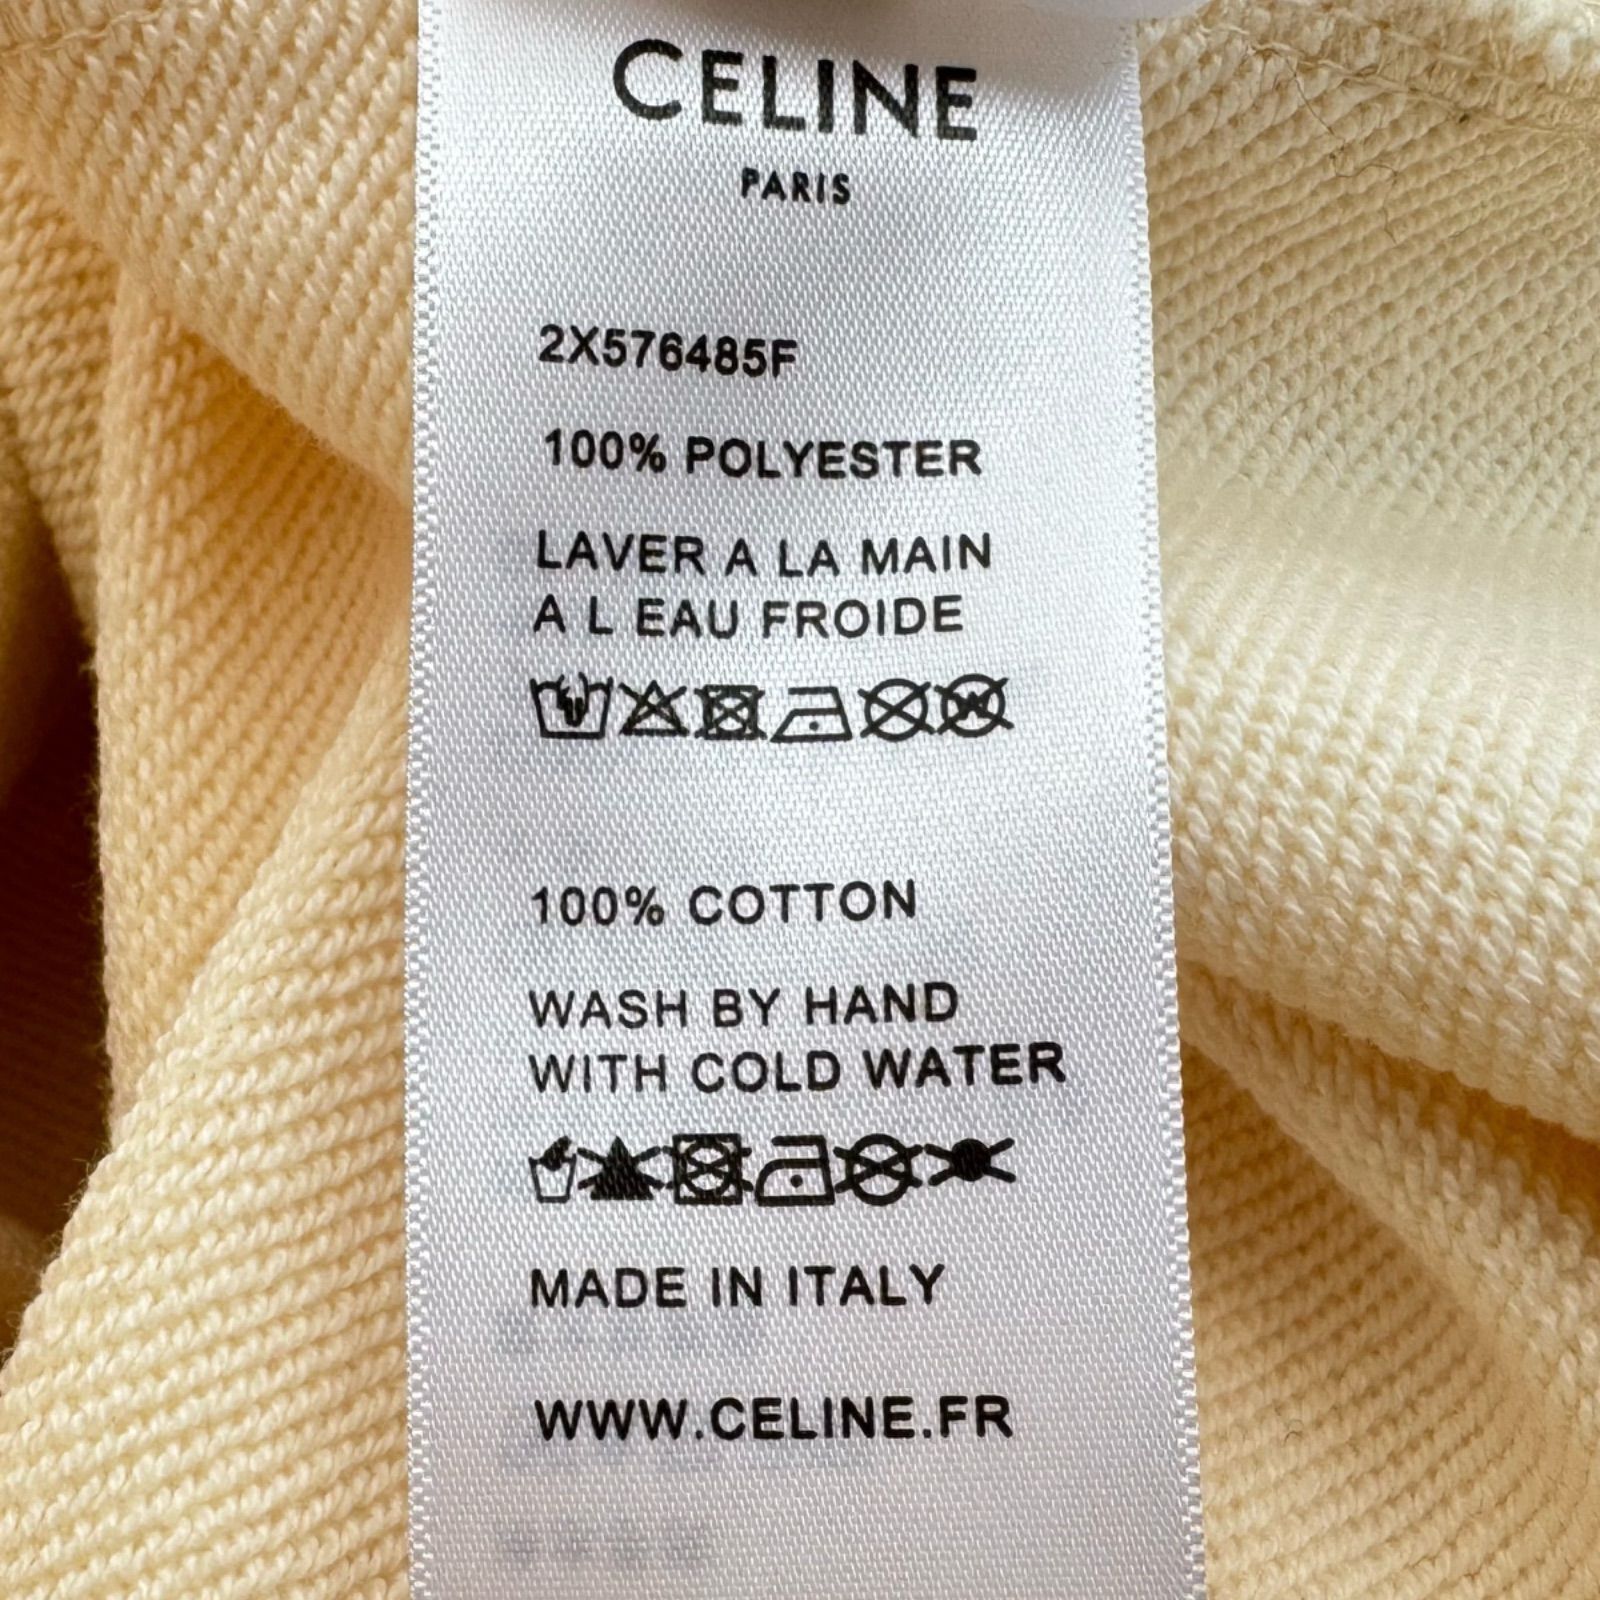 CELINE
PARIS
2X576485F
100% POLYESTER
LAVER A LA MAIN
A L EAU FROIDE
100% COTTON
WASH BY HAND
WITH COLD WATER
MADE IN ITALY
WWW.CELINE.FR